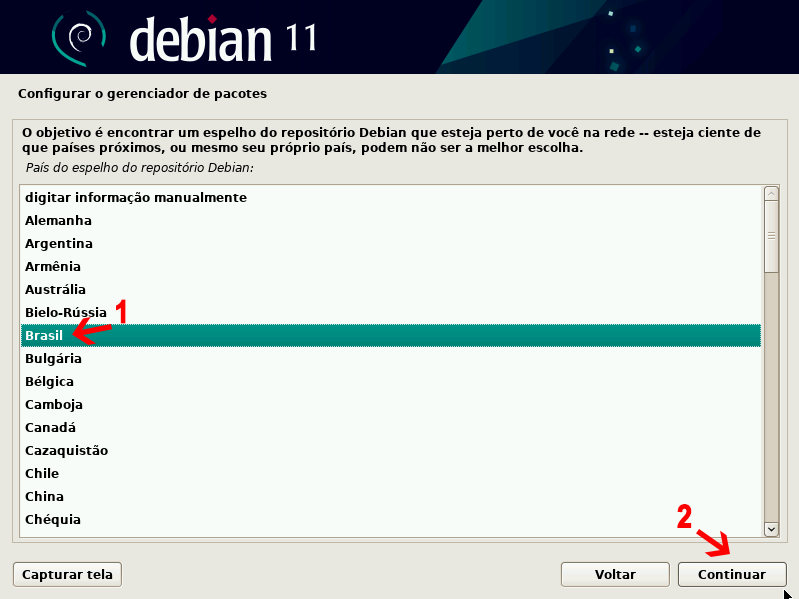 debian 11
Configurar o gerenciador de pacotes
O objetivo é encontrar um espelho do repositório Debian que esteja perto de você na rede -- esteja ciente de
que países próximos, ou mesmo seu próprio país, podem não ser a melhor escolha.
País do espelho do repositório Debian:
digitar informação manualmente
Alemanha
Argentina
Armênia
Austrália
Bielo-Rússia
1
Brasil
Bulgária
Bélgica
Camboja
Canadá
Cazaquistão
Chile
China
Chéquia
2
Capturar tela
Voltar
Continuar